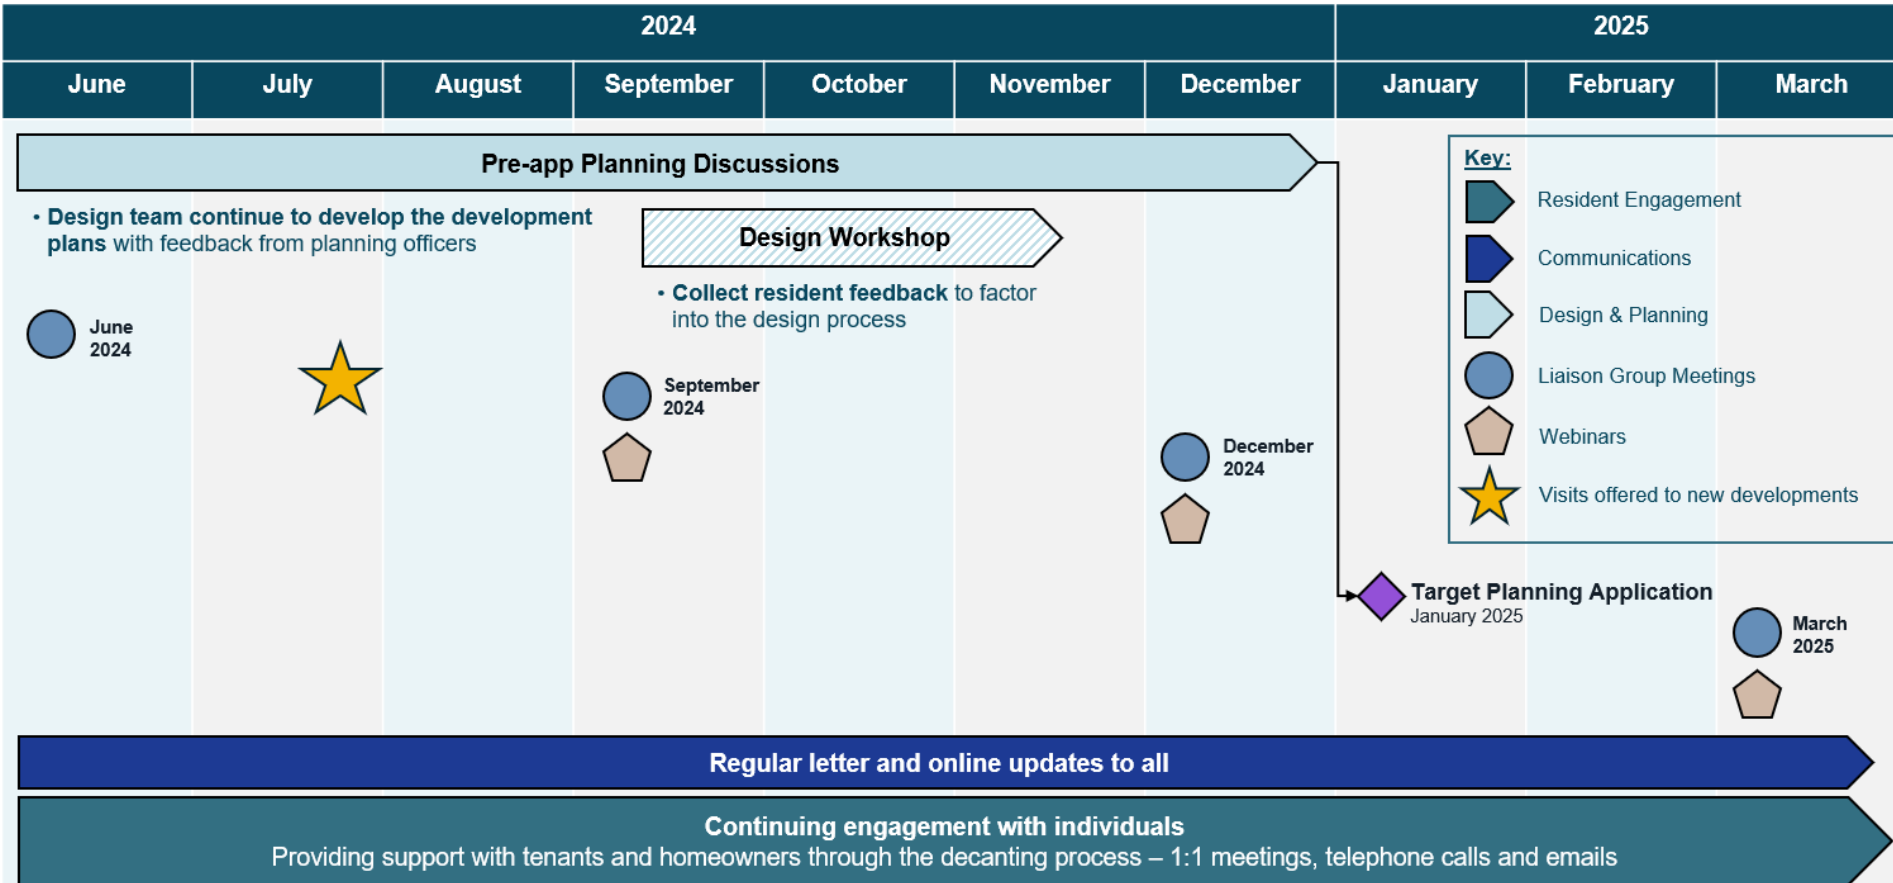 2024
2025
June
July
August
September
October
November
December
January
February
March
Pre-app Planning Discussions
• Design team continue to develop the development
plans with feedback from planning officers
Design Workshop
• Collect resident feedback to factor
into the design process
June
2024
September
2024
December
2024
Key:
Resident Engagement
Communications
Design & Planning
Liaison Group Meetings
Webinars
Visits offered to new developments
Target Planning Application
January 2025
March
2025
Regular letter and online updates to all
Continuing engagement with individuals
Providing support with tenants and homeowners through the decanting process – 1:1 meetings, telephone calls and emails